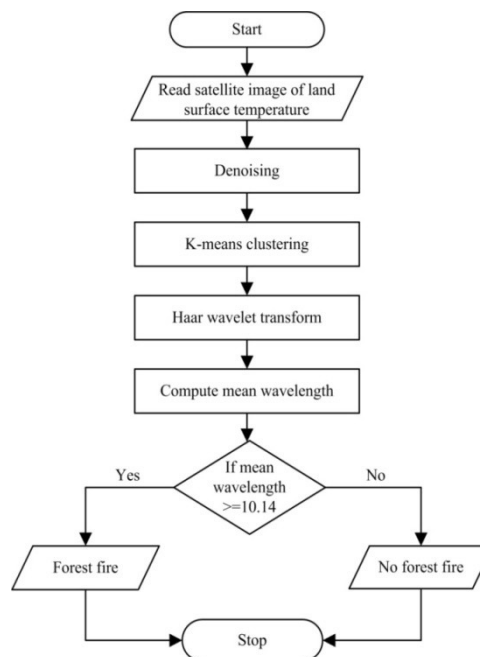 Start
Read satellite image of land
surface temperature
Denoising
K-means clustering
Haar wavelet transform
Compute mean wavelength
If mean
wavelength
>=10.14
Yes
No
Forest fire
No forest fire
Stop